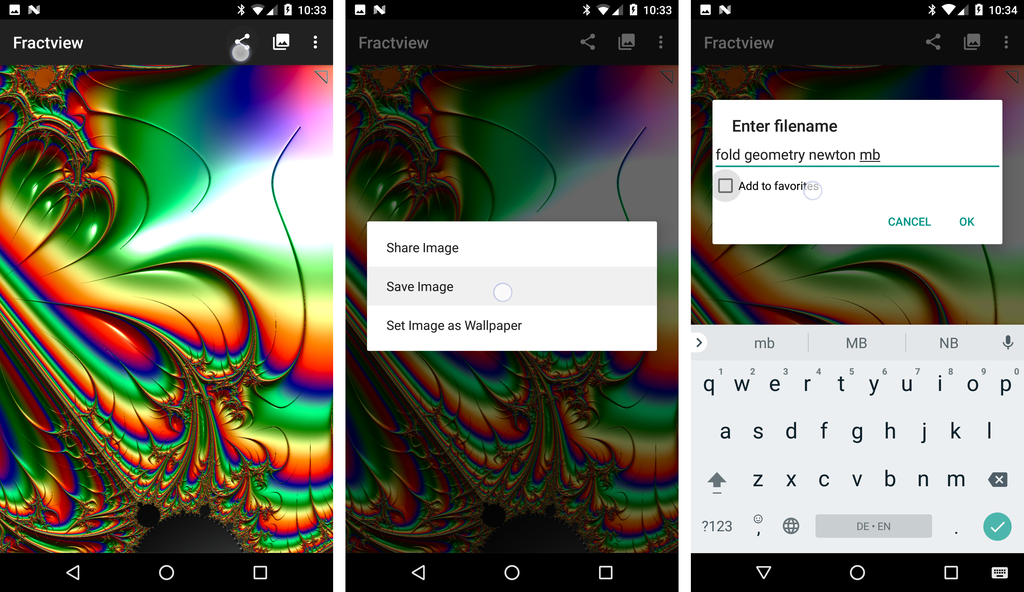 10:33
Fractview
10:33
Fractview
Share Image
Save Image
Set Image as Wallpaper
10:34
Fractview
Enter filename
fold geometry newton mb
Add to favorites
CANCEL OK
mb MB NB
1 2 3 4 5 6 7 8 9 0
q w e r t y u i o p
a s d f g h j k l
z x c v b n m
?123 , DE • EN .